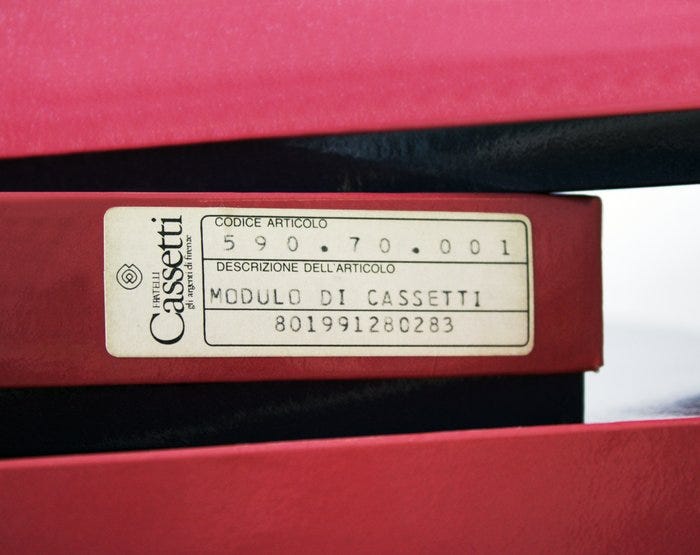 FRATELLI
Cassetti
gli argenti di firenze
CODICE ARTICOLO
590.70.001
DESCRIZIONE DELL'ARTICOLO
MODULO DI CASSETTI
801991280283